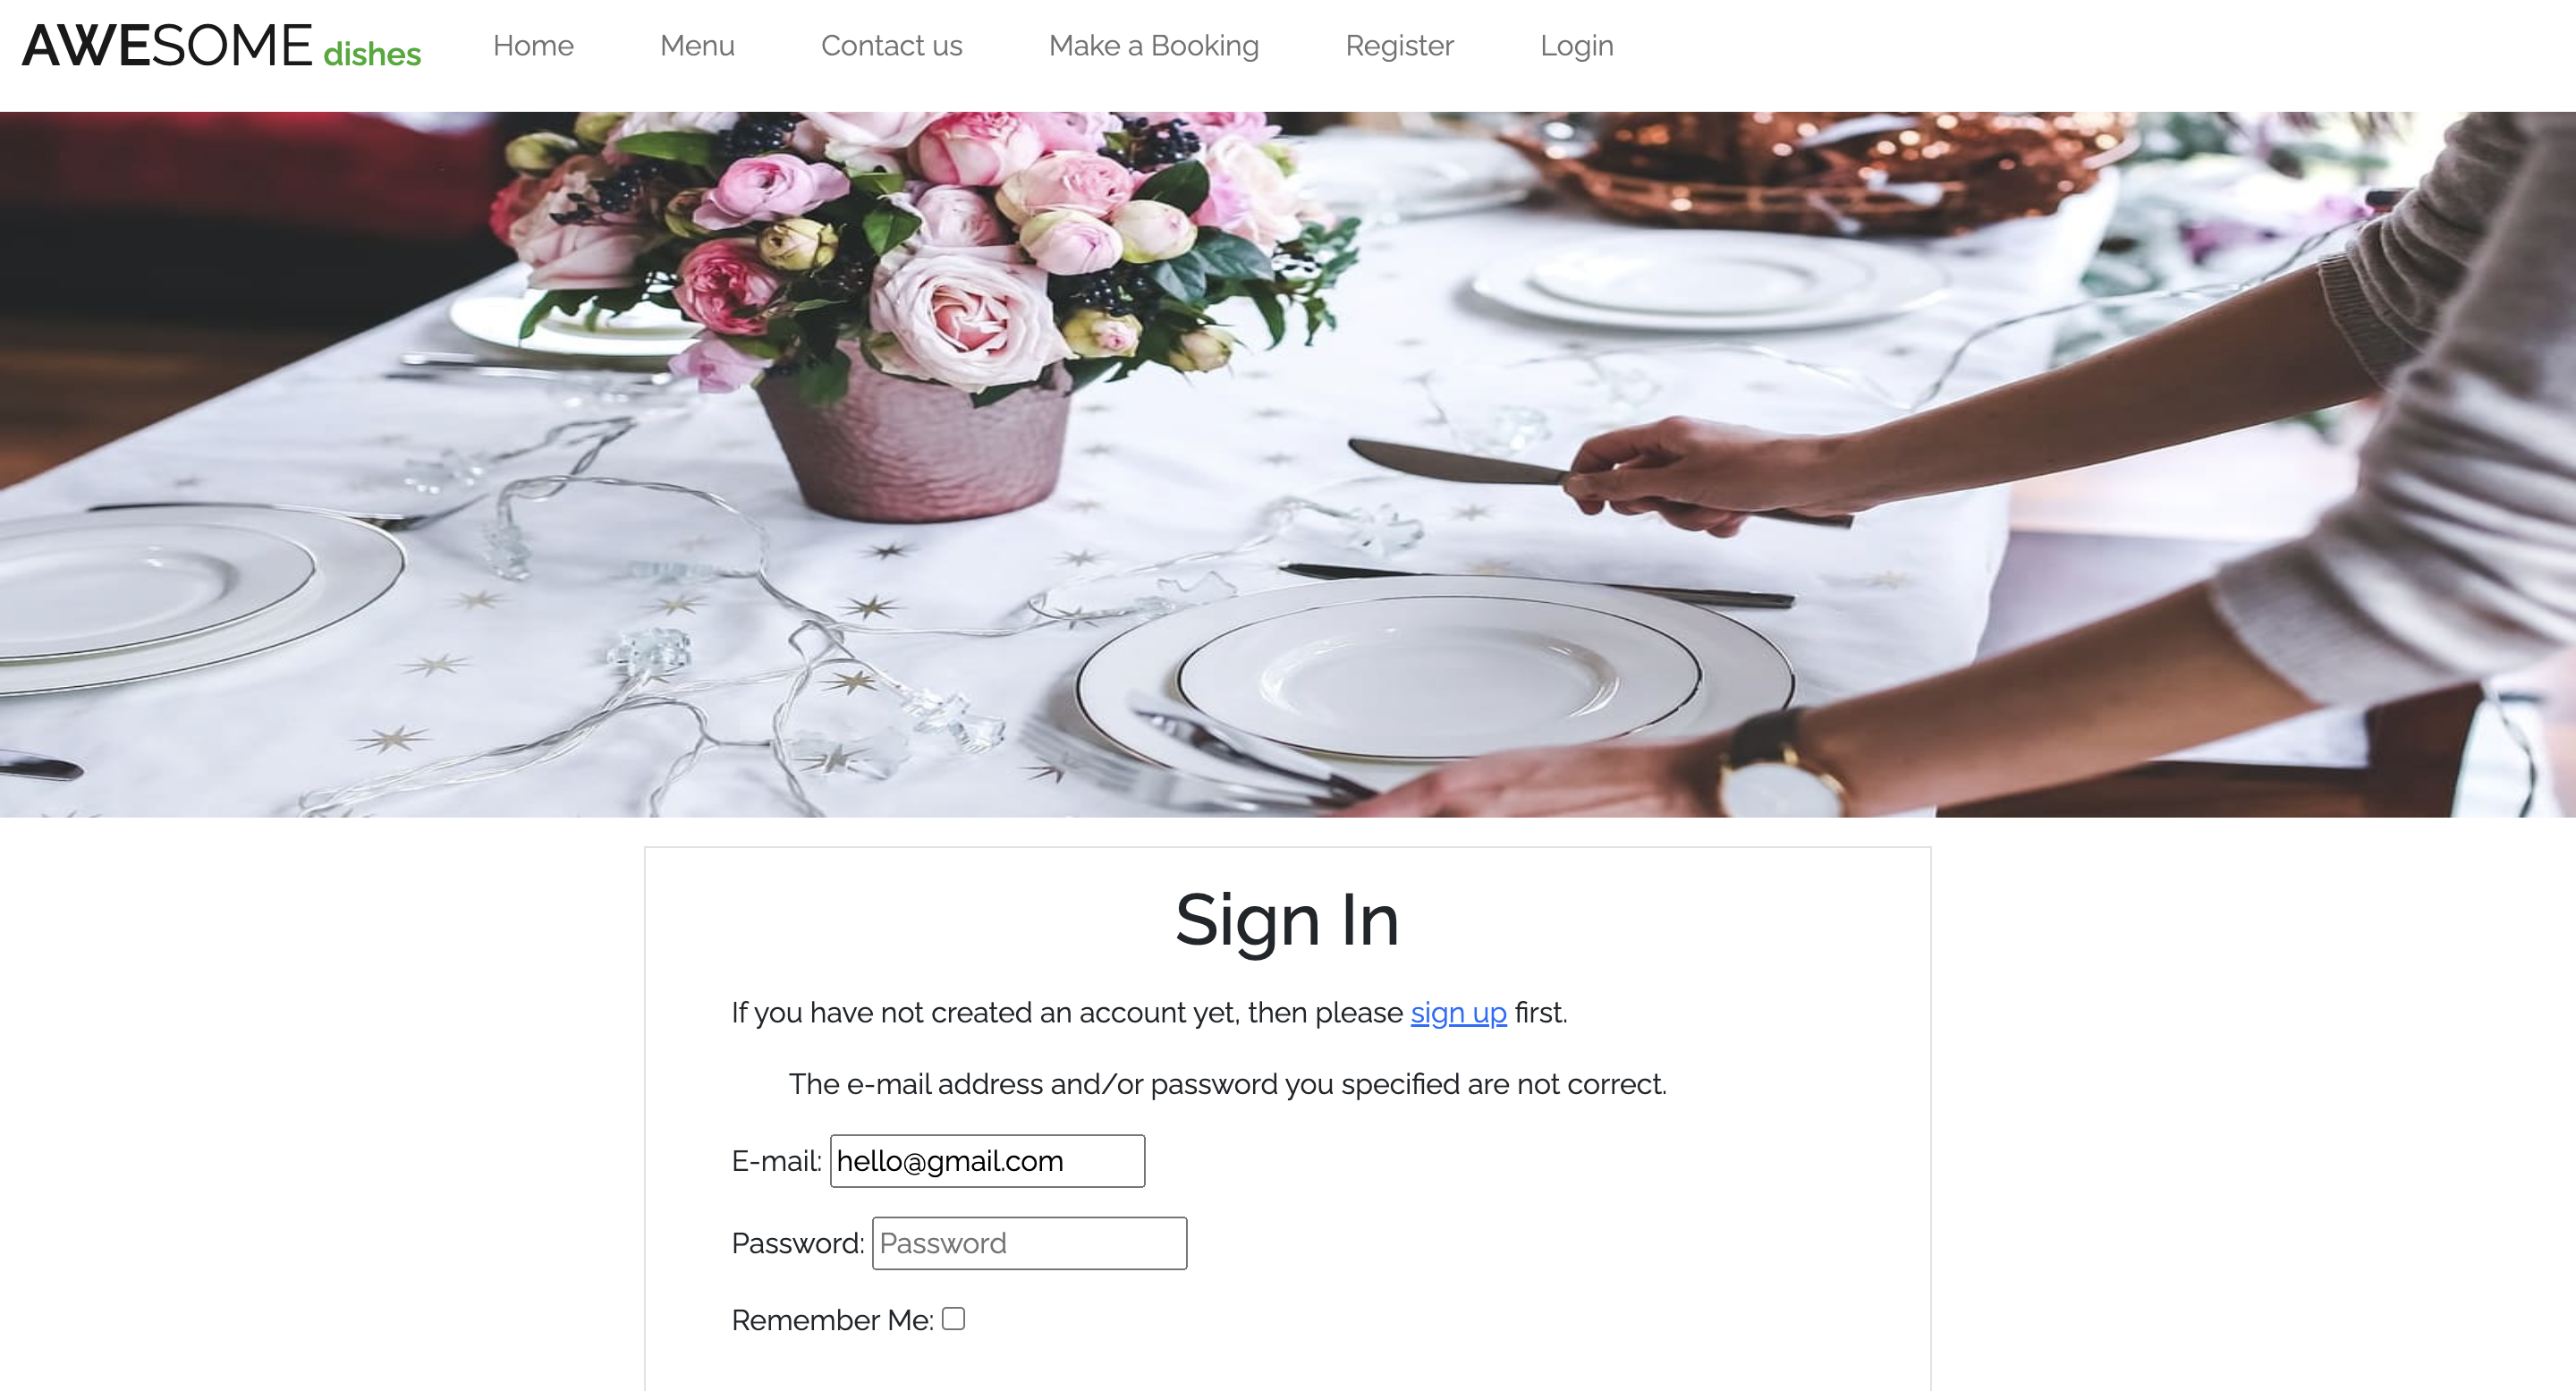 AWESOME dishes Home Menu Contact us Make a Booking Register Login
Sign In
If you have not created an account yet, then please sign up first.
The e-mail address and/or password you specified are not correct.
E-mail: hello@gmail.com
Password: Password
Remember Me: